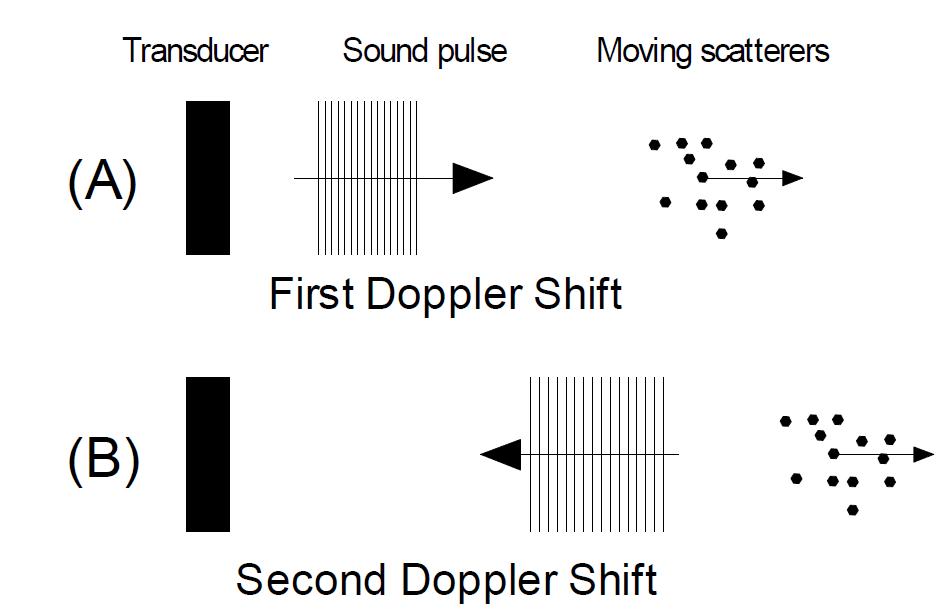 Transducer Sound pulse Moving scatterers
(A)
First Doppler Shift
(B)
Second Doppler Shift